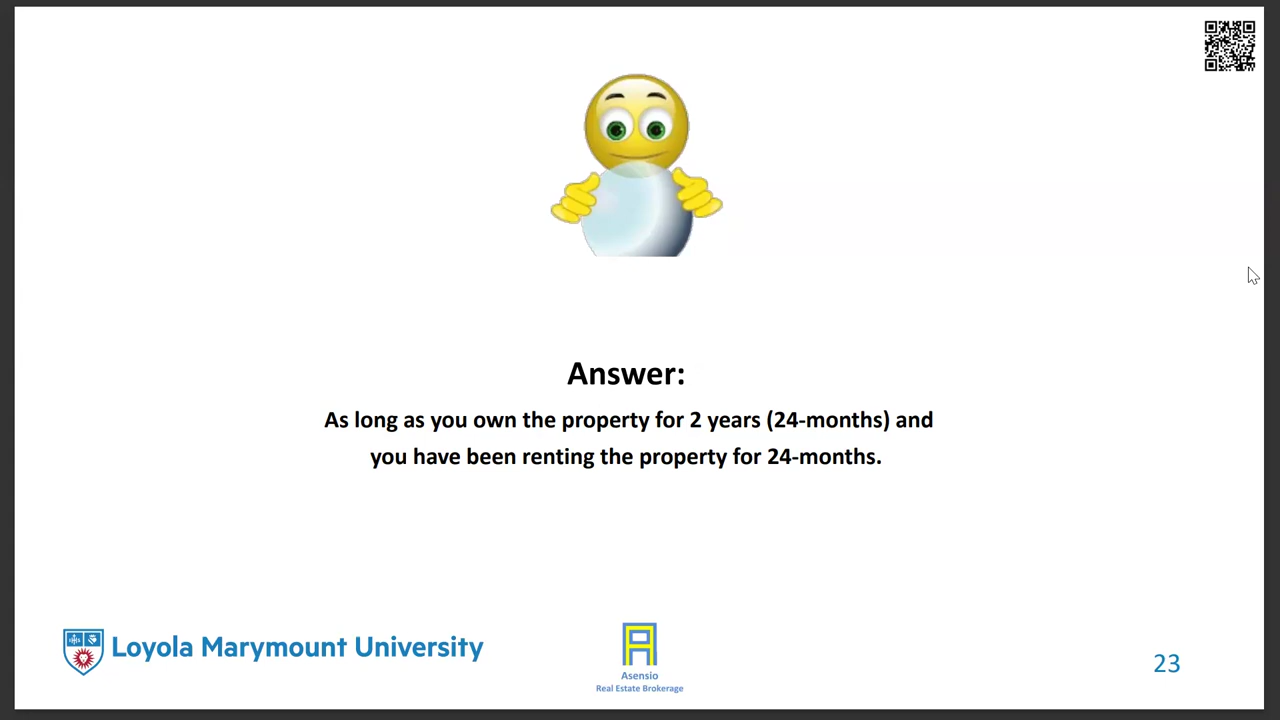 Answer:
As long as you own the property for 2 years (24-months) and
you have been renting the property for 24-months.
Loyola Marymount University
Asensio
Real Estate Brokerage
23